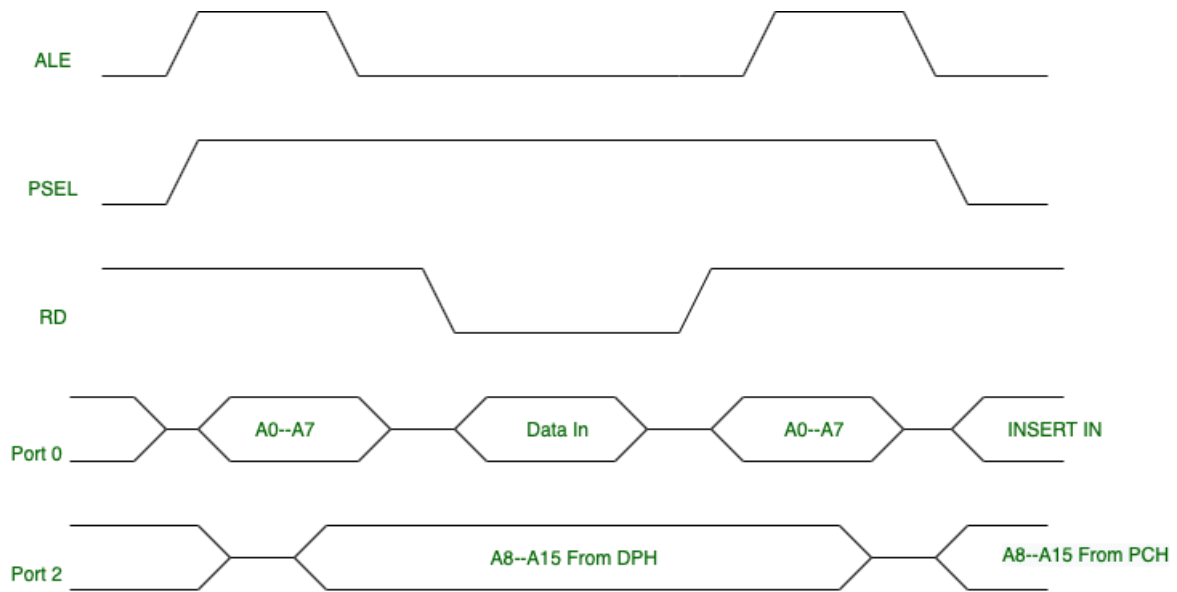 ALE
PSEL
RD
Port 0
A0--A7
Data In
A0--A7
INSERT IN
Port 2
A8--A15 From DPH
A8--A15 From PCH